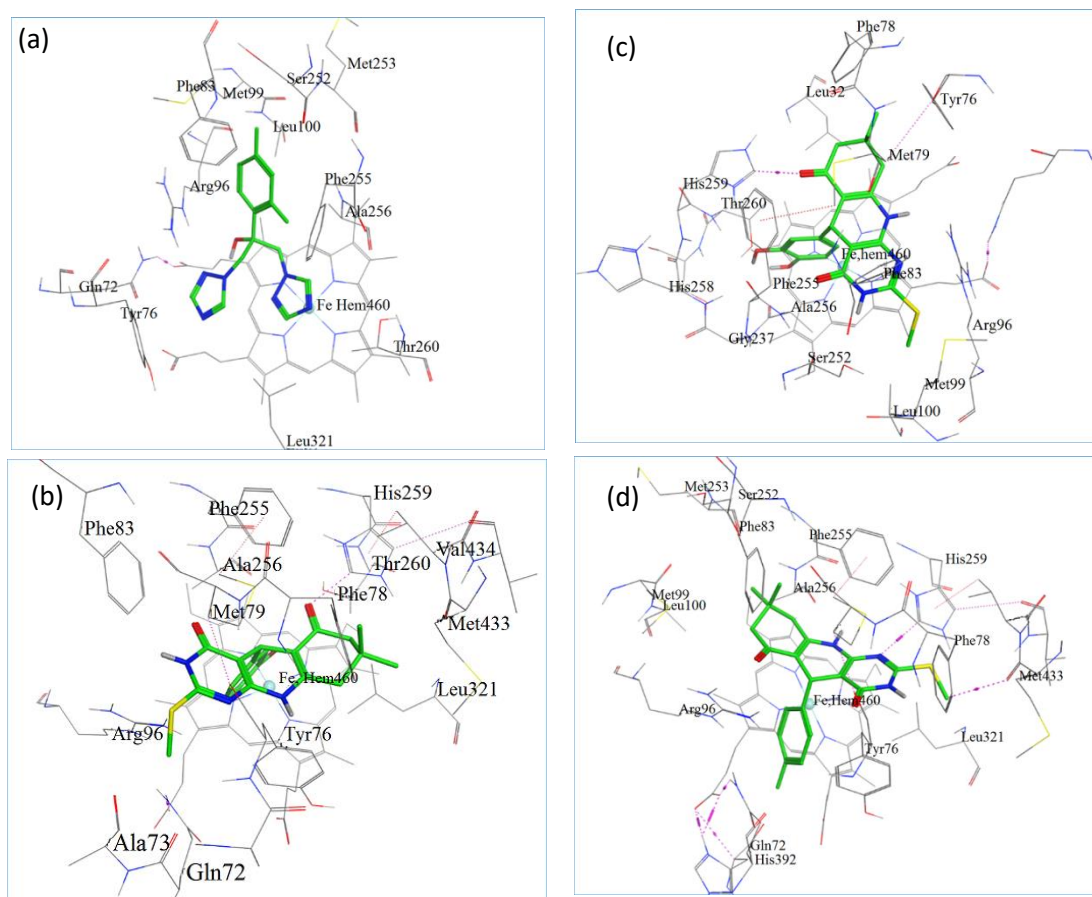 (a)
Met253
Ser252
Phe83
Met99
Leu100
Phe255
Arg96
Ala256
Gln72
Fe Hem460
Tyr76
Thr260
Leu321
(c)
Phe78
Leu32
Tyr76
Met79
His259
Thr260
Fe,hem460
Phe83
His258
Phe255
Ala256
Arg96
Gly237
Ser252
Met99
Leu100
(b)
His259
Phe255
Phe83
Val434
Ala256
Thr260
Phe78
Met79
Met433
Fe, Hem460
Leu321
Arg96
Tyr76
Ala73
Gln72
(d)
Met253
Ser252
Phe83
Phe255
His259
Ala256
Met99
Leu100
Phe78
Met433
Fe,Hem460
Arg96
Leu321
Tyr76
Gln72
His392